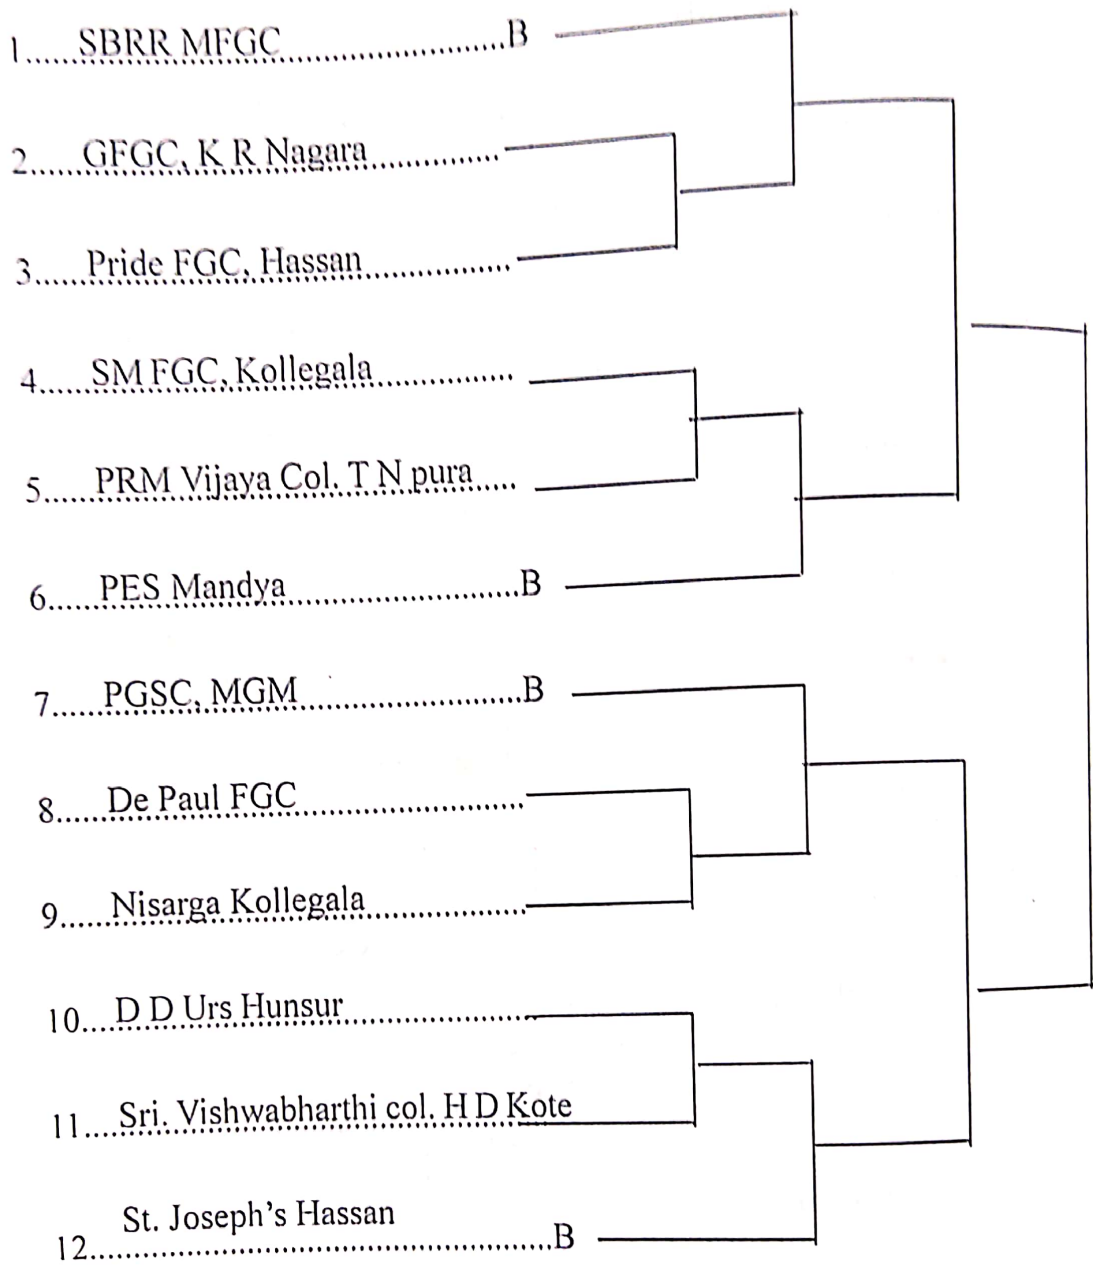 1......SBRR MFGC..............................B
2......GFGC, K R Nagara................
3......Pride FGC, Hassan..................
4......SM FGC, Kollegala.................
5......PRM Vijaya Col. T N pura.....
6......PES Mandya.............................B
7......PGSC, MGM.............................B
8......De Paul FGC.............................
9......Nisarga Kollegala....................
10....D D Urs Hunsur........................
11....Sri. Vishwabharthi col. H D Kote
St. Joseph's Hassan
12............................................................B